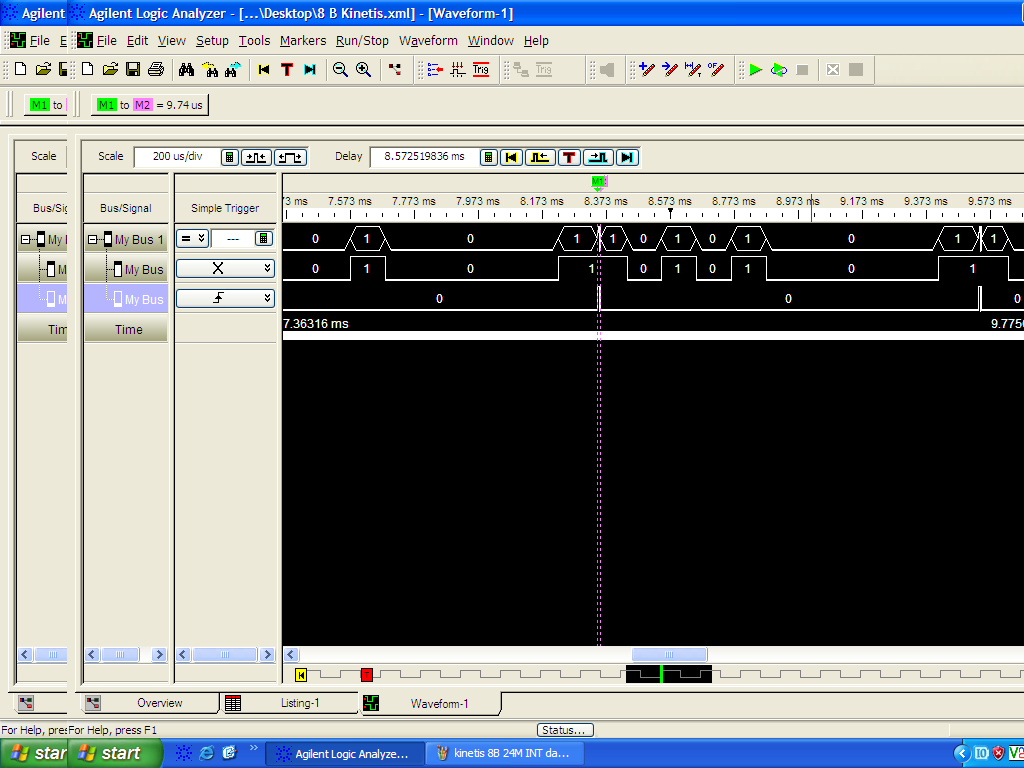 Agilent Agilent Logic Analyzer - [...\Desktop\8 B Kinetis.xml] - [Waveform-1]
File E File Edit View Setup Tools Markers Run/Stop Waveform Window Help
T Trig Trig
M1 to M1 to M2 = 9.74 us
Scale Scale 200 us/div Delay 8.572519836 ms T
M1
73 ms 7.573 ms 7.773 ms 7.973 ms 8.173 ms 8.373 ms 8.573 ms 8.773 ms 8.973 ms 9.173 ms 9.373 ms 9.573 ms
Bus/Sig Bus/Signal Simple Trigger
My My Bus 1 = --- 0 1 0 1 1 0 1 0 1 0 1 1
M My Bus X 0 1 0 1 0 1 0 1 0 1
M My Bus 0 0 0
Tim Time 7.36316 ms 9.7756
T
Overview Listing-1 Waveform-1
For Help, pres For Help, press F1 Status...
star start Agilent Logic Analyze... kinetis 8B 24M INT da...